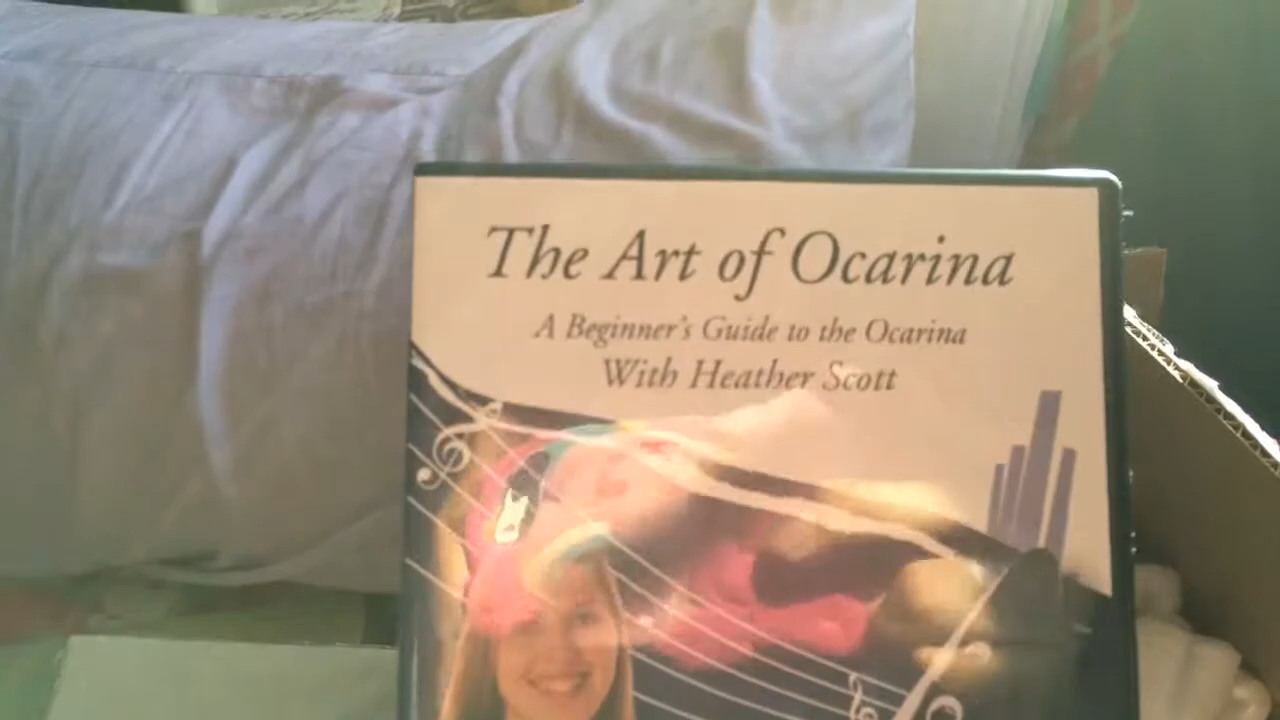 The Art of Ocarina
A Beginner's Guide to the Ocarina
With Heather Scott